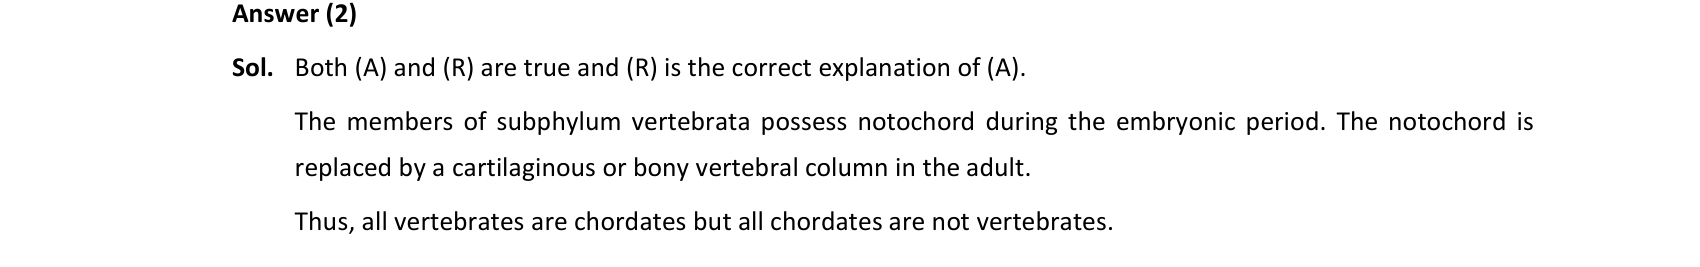 Answer (2)
Sol. Both (A) and (R) are true and (R) is the correct explanation of (A).
The members of subphylum vertebrata possess notochord during the embryonic period. The notochord is
replaced by a cartilaginous or bony vertebral column in the adult.
Thus, all vertebrates are chordates but all chordates are not vertebrates.